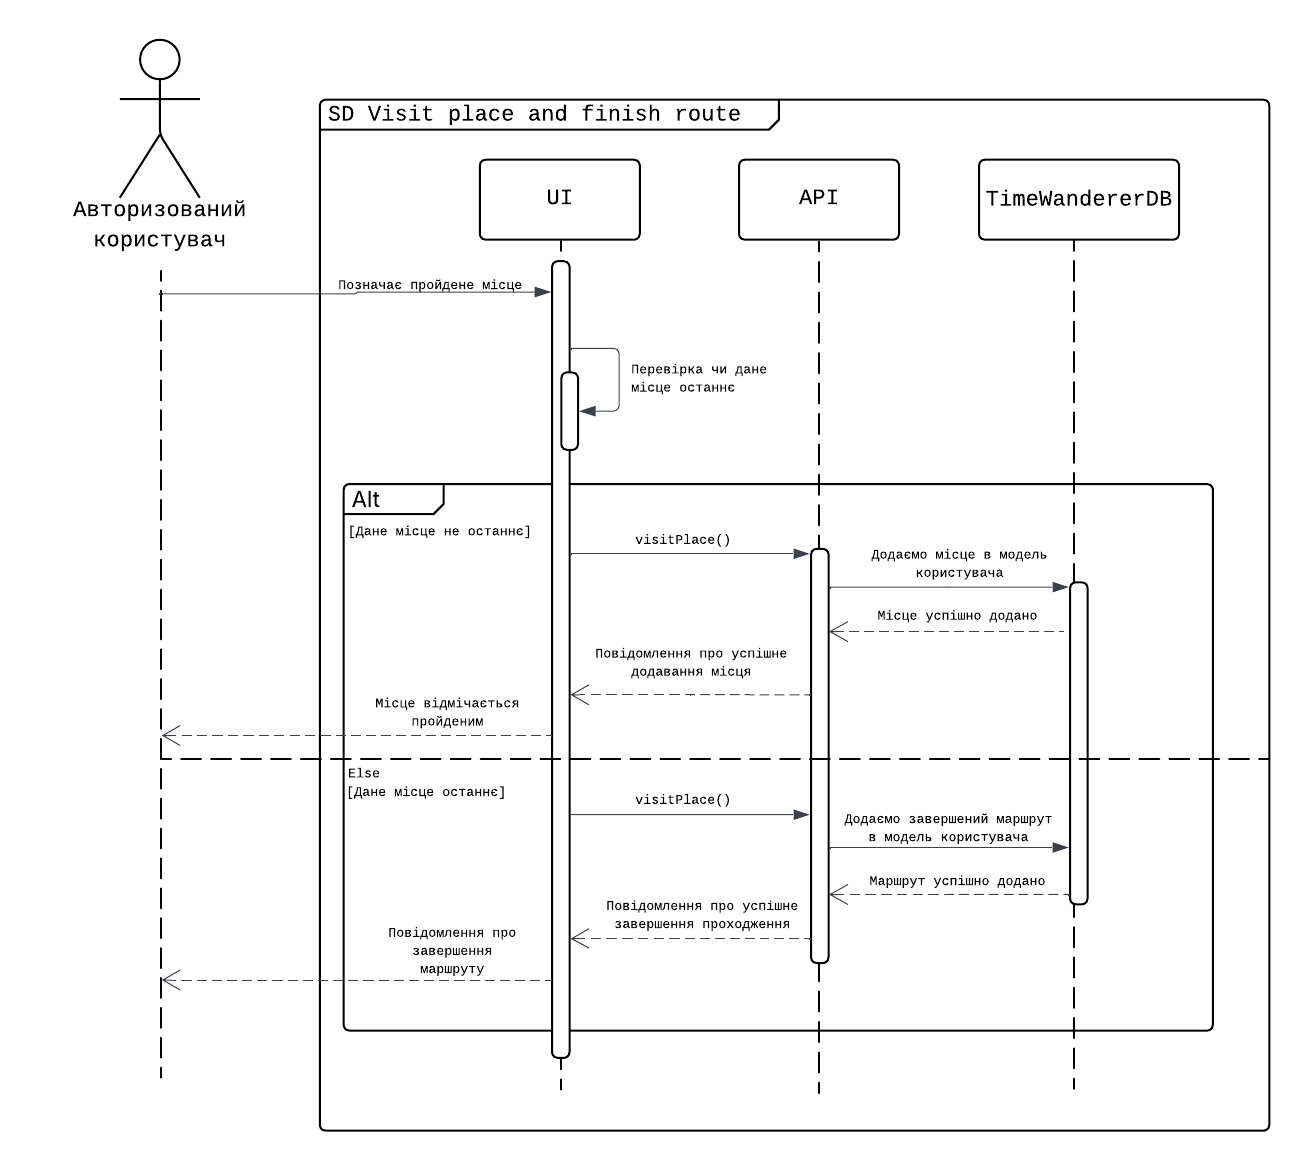 SD Visit place and finish route
Авторизований
користувач
UI
API
TimeWandererDB
Позначає пройдене місце
Перевірка чи дане
місце останнє
Alt
[Дане місце не останнє]
visitPlace()
Додаємо місце в модель
користувача
Місце успішно додано
Повідомлення про успішне
додавання місця
Місце відмічається
пройденим
Else
[Дане місце останнє]
visitPlace()
Додаємо завершений маршрут
в модель користувача
Маршрут успішно додано
Повідомлення про успішне
завершення проходження
Повідомлення про
завершення
маршруту